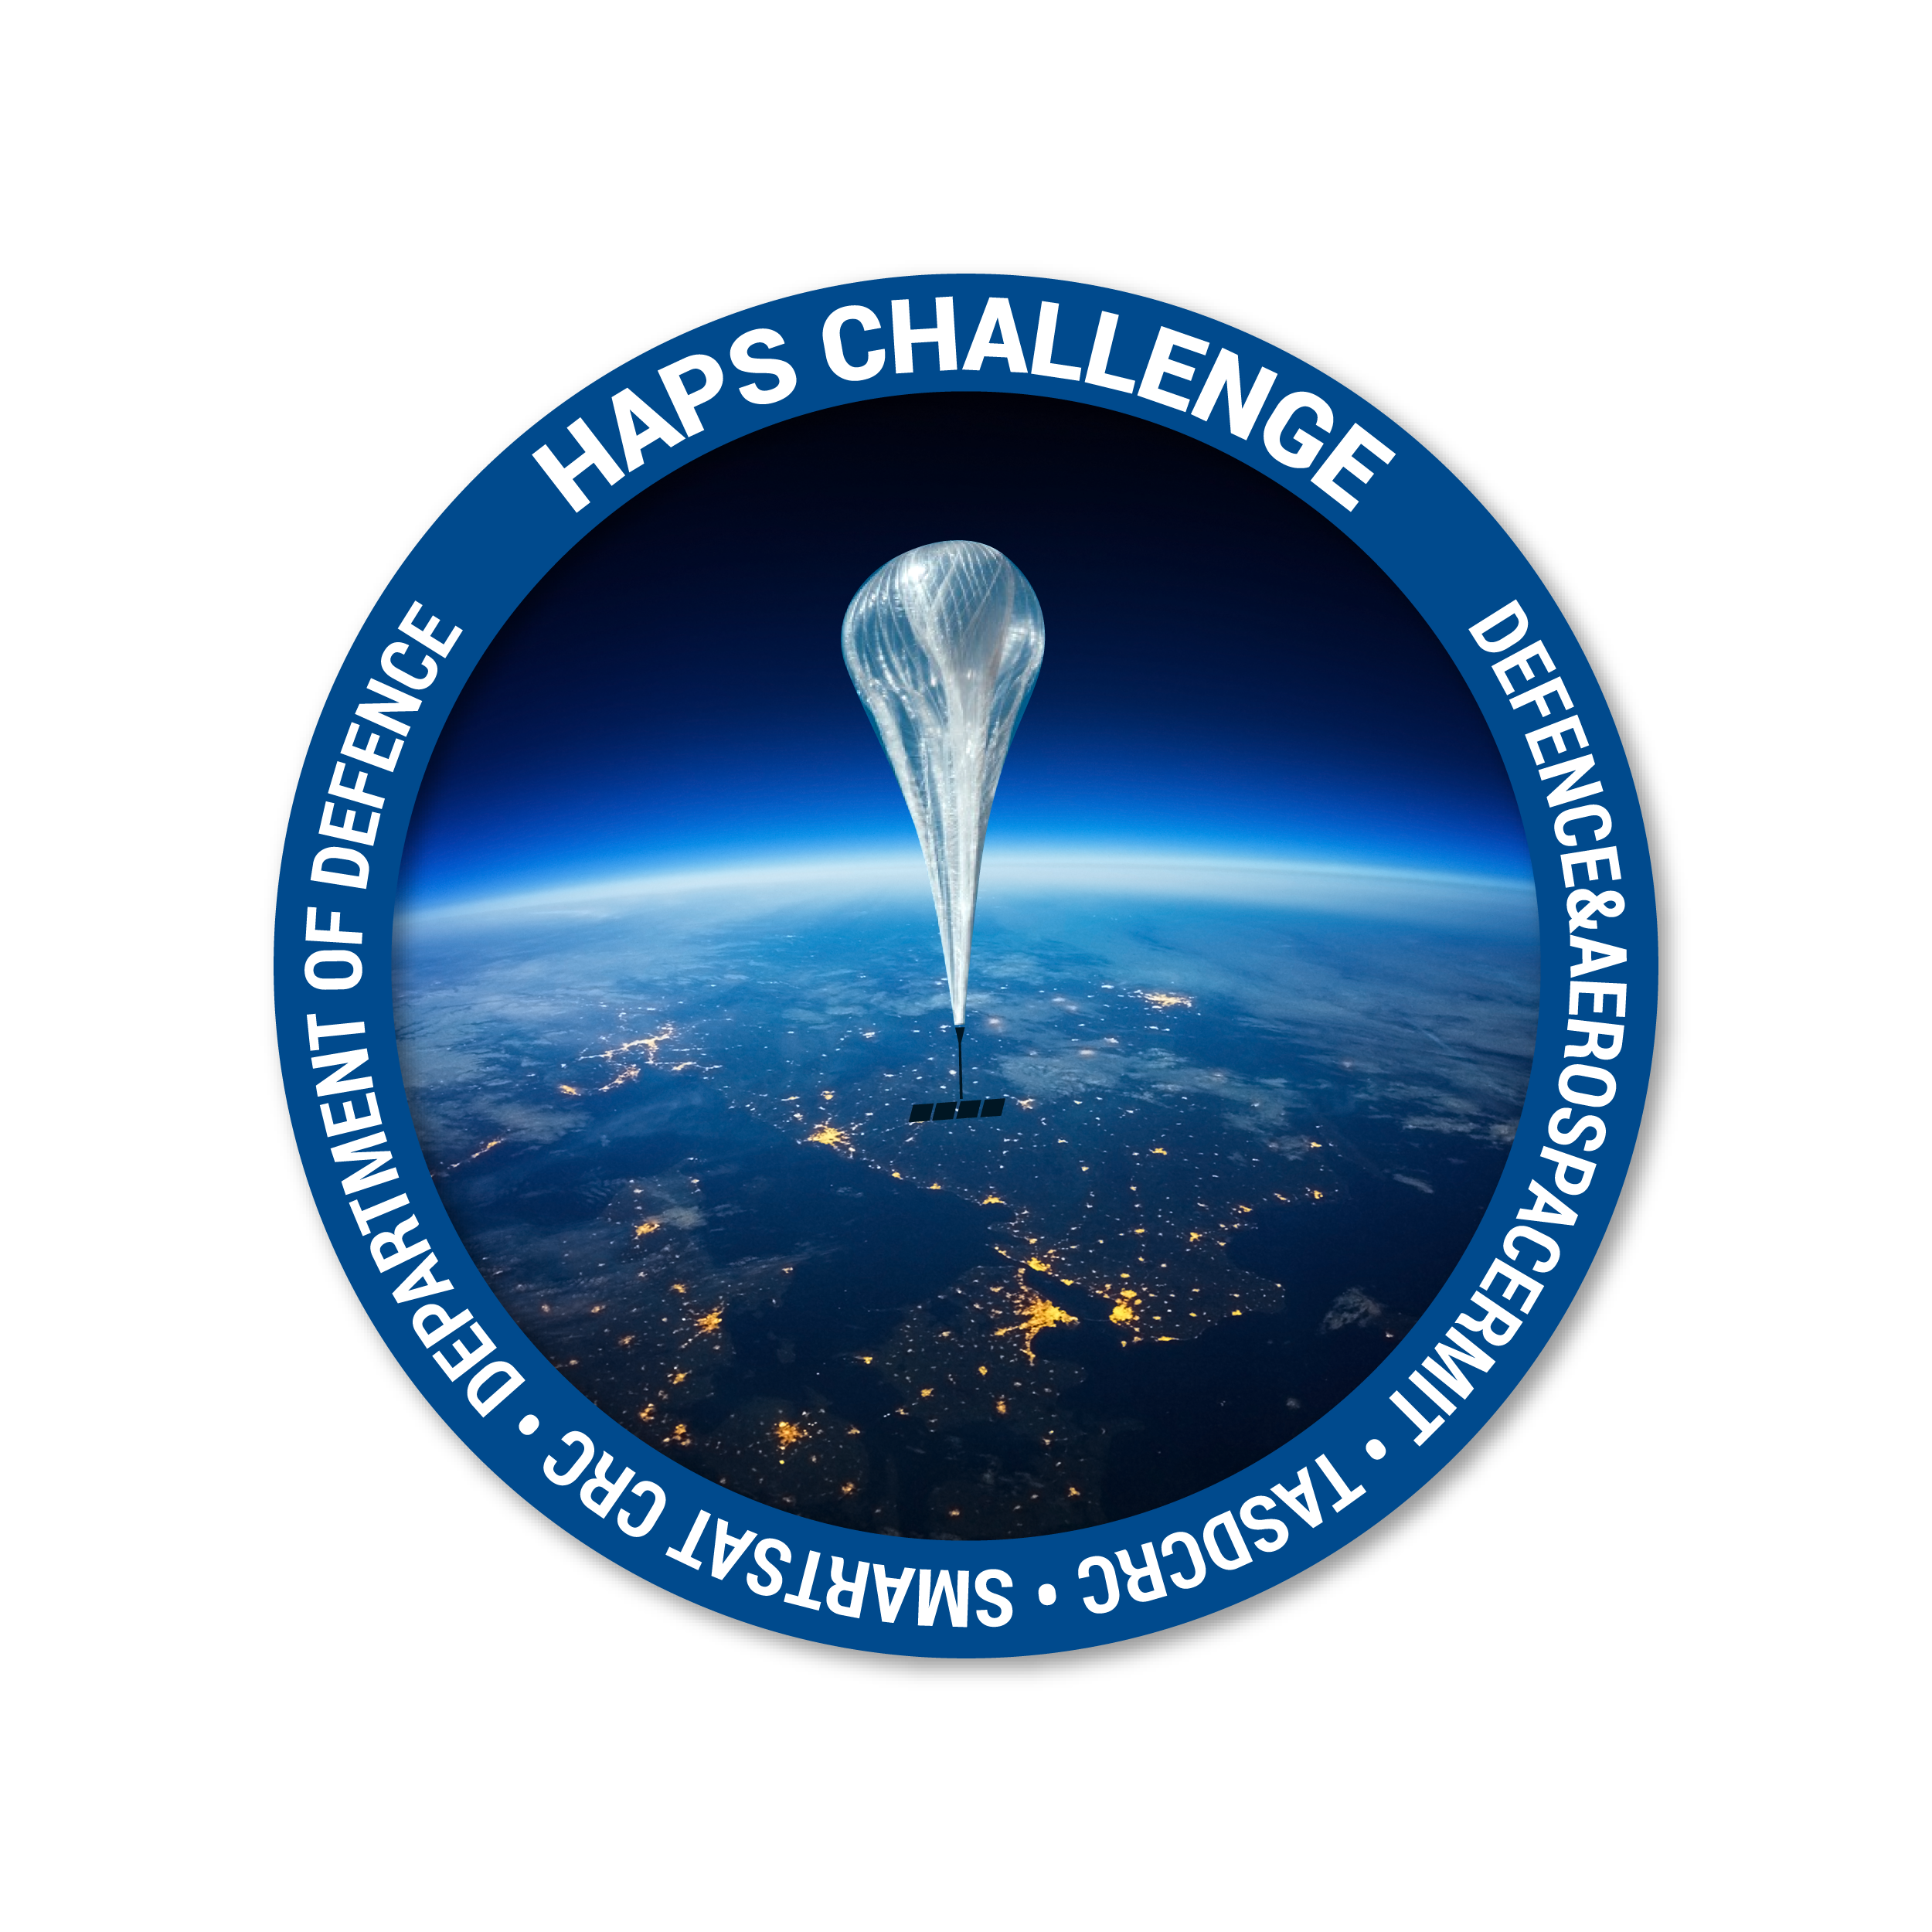 HAPS CHALLENGE
DEFENCE&AEROSPACERMIT • TASDCRC • SMARTSAT CRC • DEPARTMENT OF DEFENCE